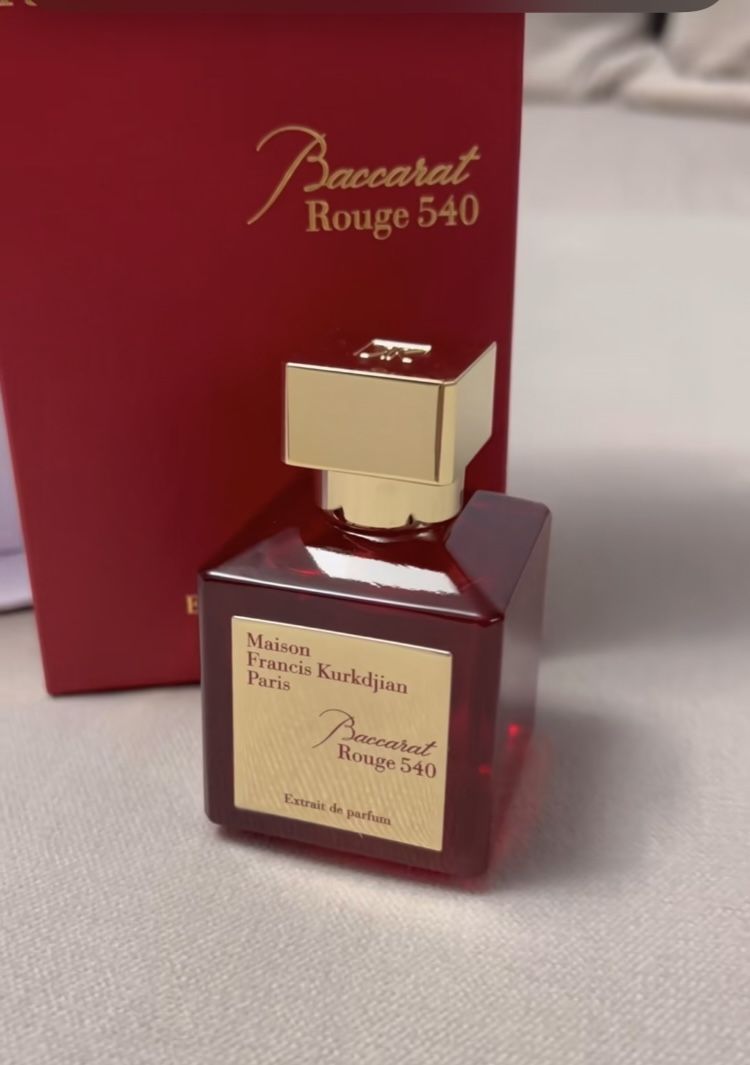 Baccarat
Rouge 540
Maison
Francis Kurkdjian
Paris
Baccarat
Rouge 540
Extrait de parfum